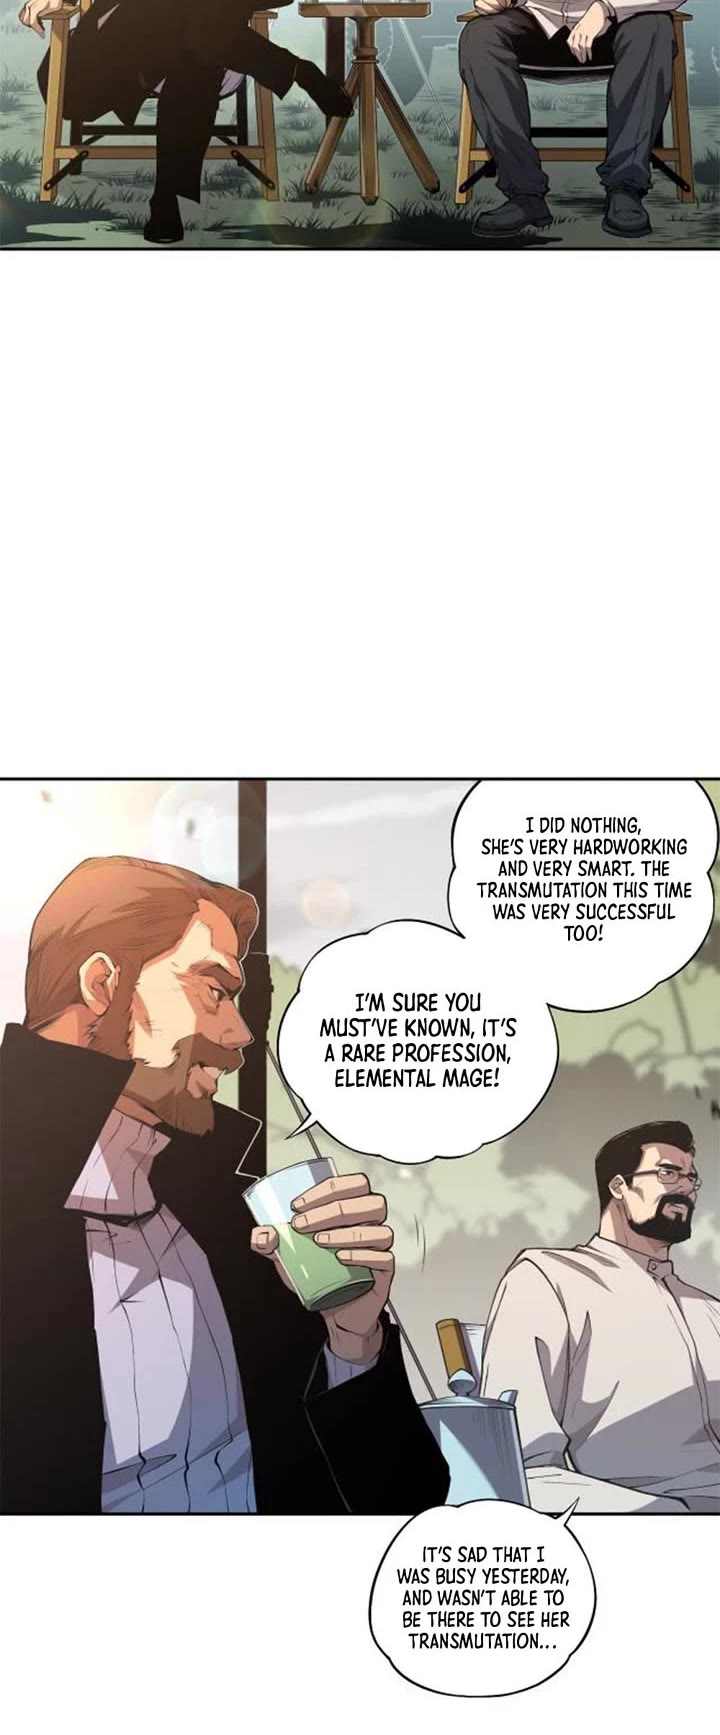 I DID NOTHING,
SHE'S VERY HARDWORKING
AND VERY SMART. THE
TRANSMUTATION THIS TIME
WAS VERY SUCCESSFUL
TOO!
I'M SURE YOU
MUST'VE KNOWN, IT'S
A RARE PROFESSION,
ELEMENTAL MAGE!
IT'S SAD THAT I
WAS BUSY YESTERDAY,
AND WASN'T ABLE TO
BE THERE TO SEE HER
TRANSMUTATION...